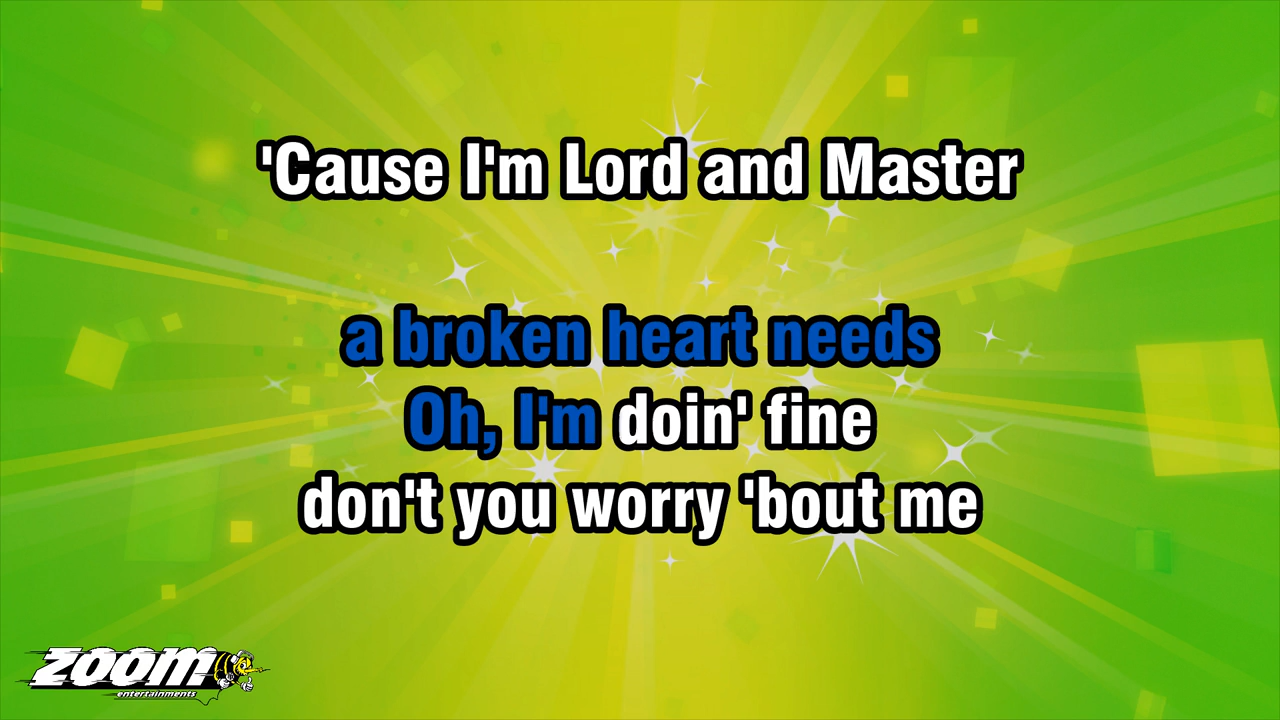 'Cause I'm Lord and Master
a broken heart needs
Oh, I'm doin' fine
don't you worry 'bout me
ZOOM
entertainments